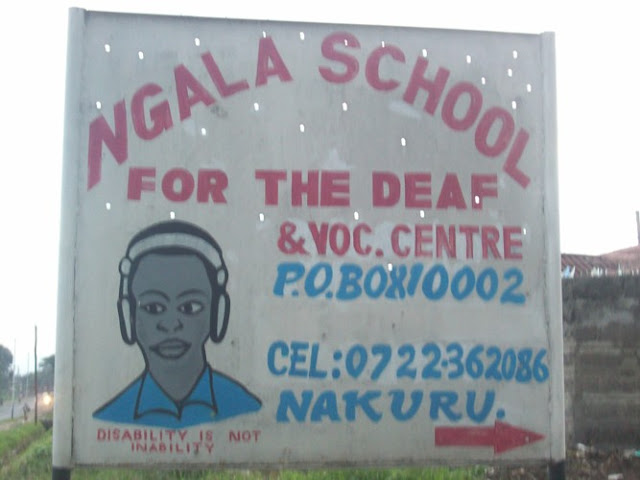 NGALA SCHOOL
FOR THE DEAF
& VOC. CENTRE
P.O.BOX10002
CEL:0722-362086
NAKURU.
DISABILITY IS NOT
INABILITY